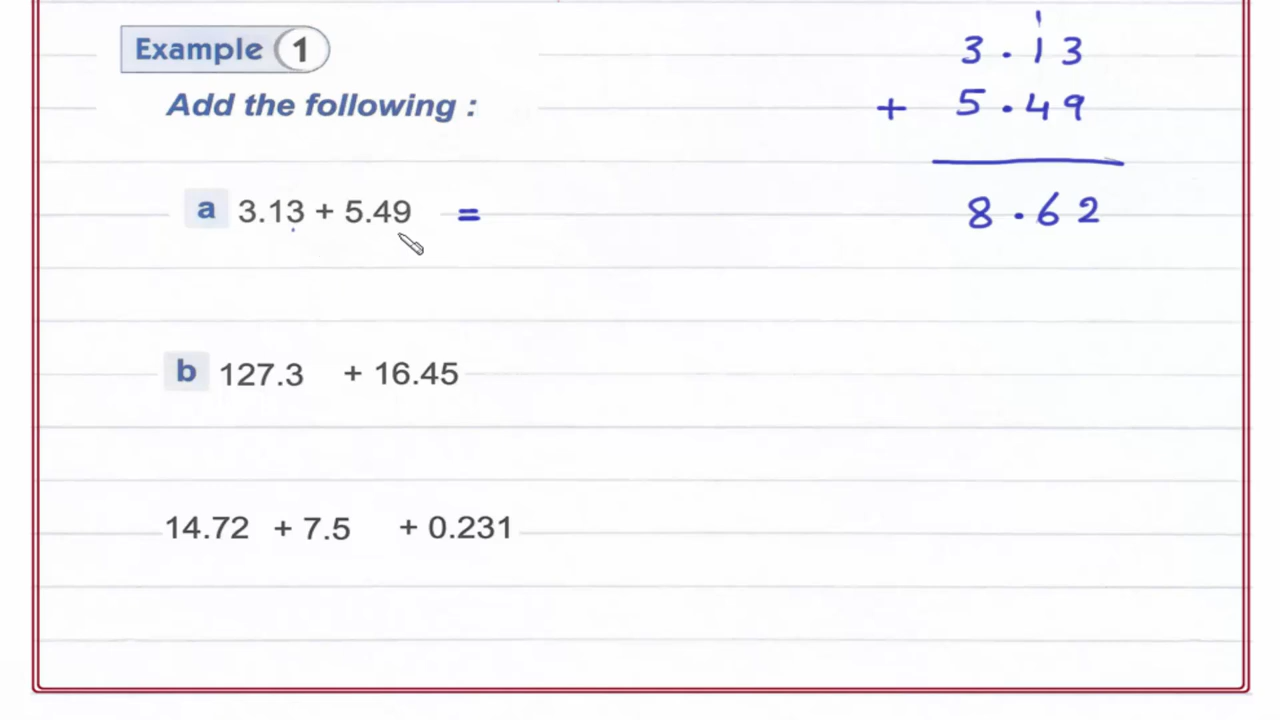 Example 1
Add the following :
a 3.13 + 5.49 =
b 127.3 + 16.45
14.72 + 7.5 + 0.231
1
3.13
+ 5.49
8.62